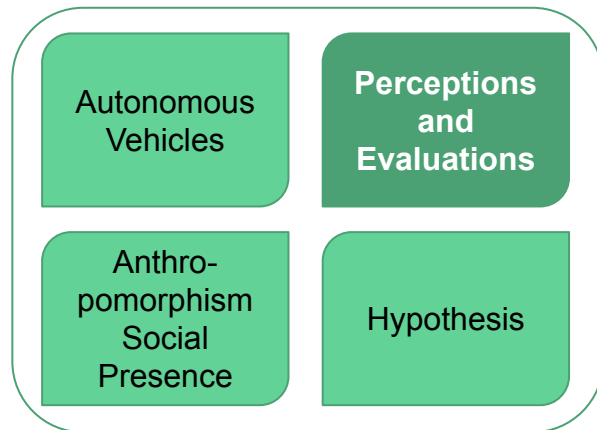 Autonomous
Vehicles
Perceptions
and
Evaluations
Anthro-
pomorphism
Social
Presence
Hypothesis